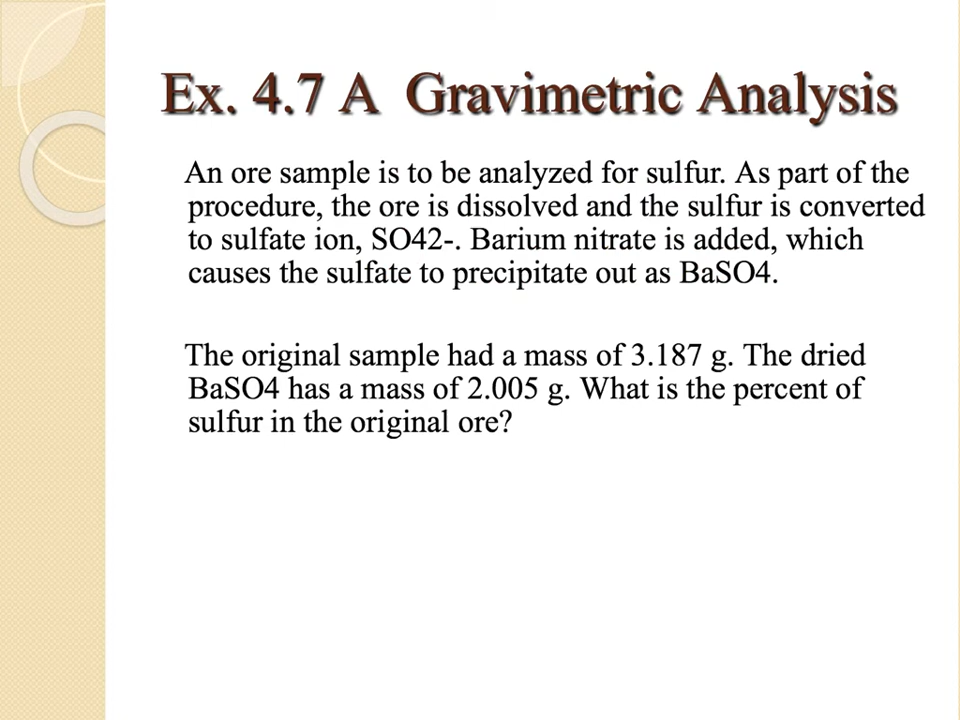 Ex. 4.7 A  Gravimetric Analysis
An ore sample is to be analyzed for sulfur. As part of the
procedure, the ore is dissolved and the sulfur is converted
to sulfate ion, SO42-. Barium nitrate is added, which
causes the sulfate to precipitate out as BaSO4.
The original sample had a mass of 3.187 g. The dried
BaSO4 has a mass of 2.005 g. What is the percent of
sulfur in the original ore?